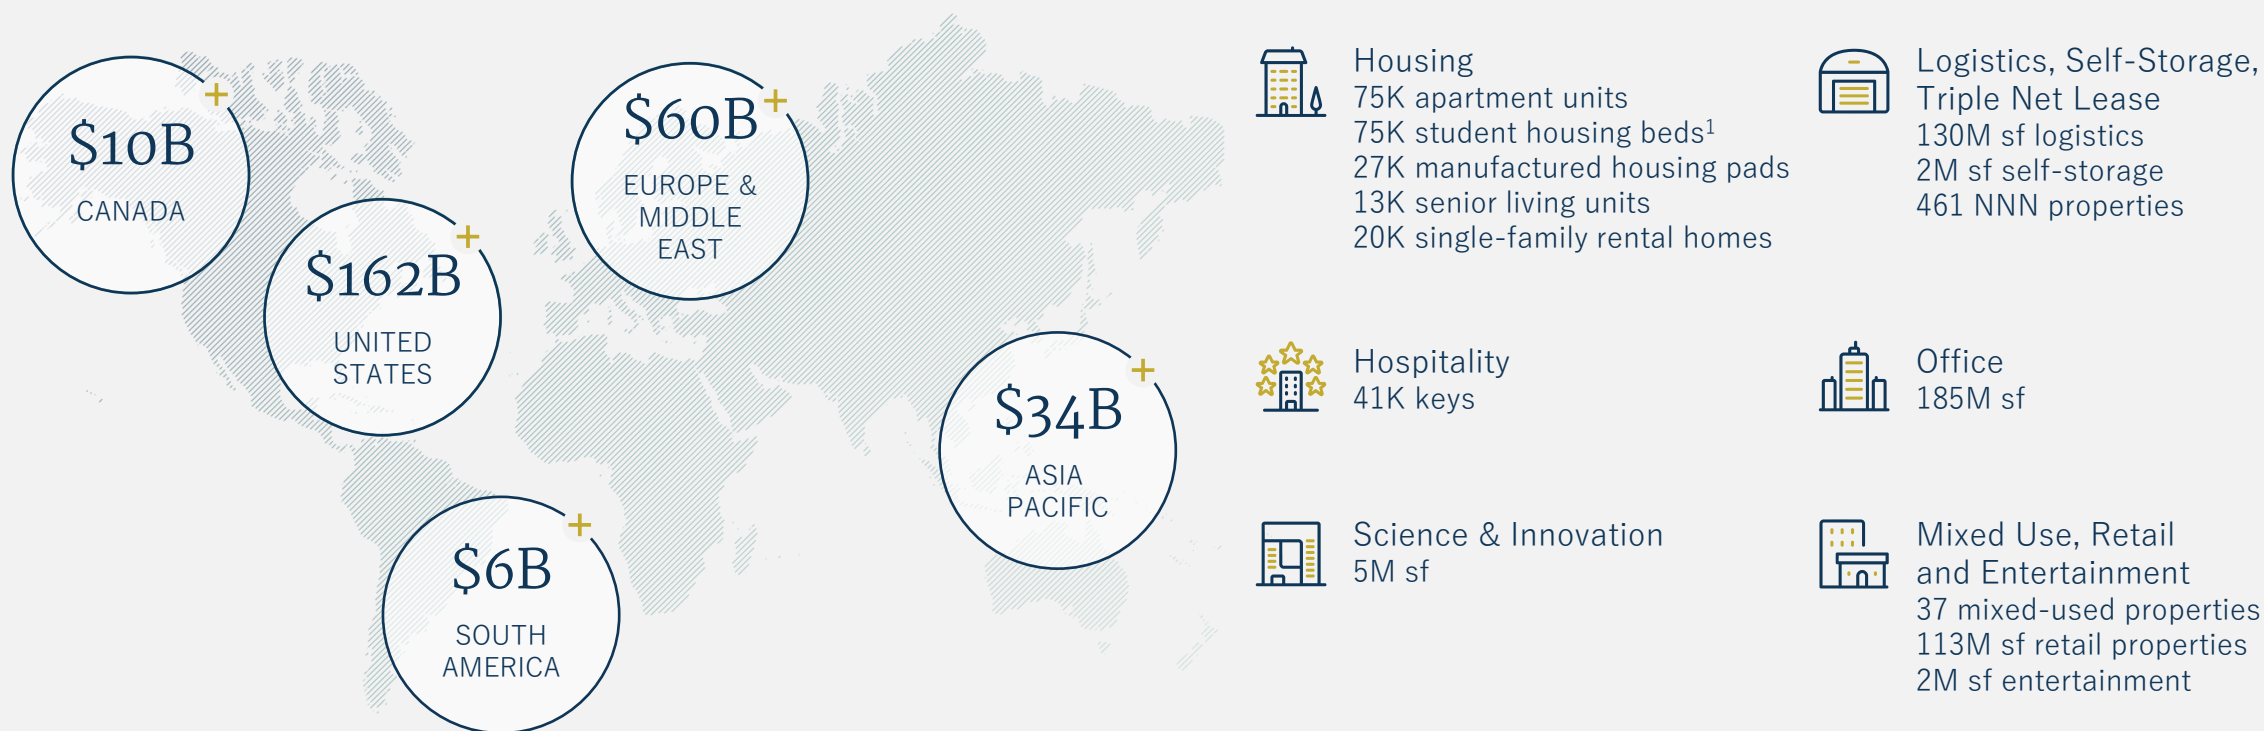 $10B
CANADA
$162B
UNITED
STATES
$60B
EUROPE &
MIDDLE
EAST
$34B
ASIA
PACIFIC
$6B
SOUTH
AMERICA
Housing
75K apartment units
75K student housing beds¹
27K manufactured housing pads
13K senior living units
20K single-family rental homes
Logistics, Self-Storage,
Triple Net Lease
130M sf logistics
2M sf self-storage
461 NNN properties
Hospitality
41K keys
Office
185M sf
Science & Innovation
5M sf
Mixed Use, Retail
and Entertainment
37 mixed-used properties
113M sf retail properties
2M sf entertainment